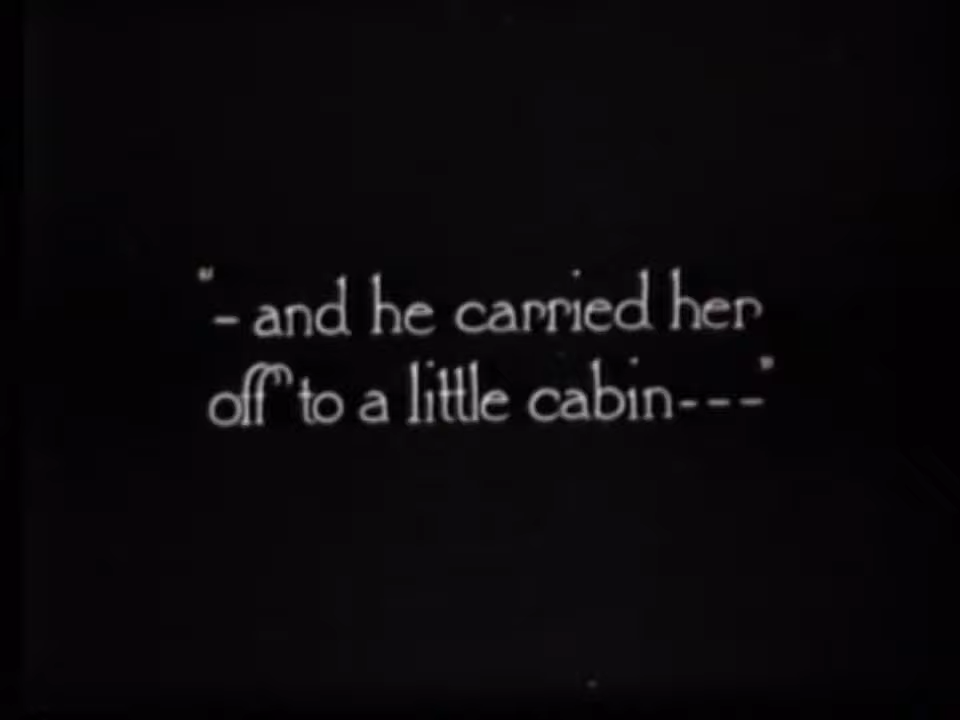 "- and he carried her
off to a little cabin---"